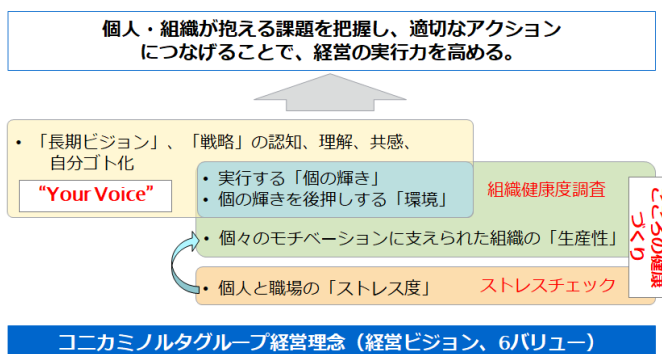 個人・組織が抱える課題を把握し、適切なアクション
につなげることで、経営の実行力を高める。
・「長期ビジョン」、「戦略」の認知、理解、共感、
自分ゴト化
“Your Voice”
・実行する「個の輝き」
・個の輝きを後押しする「環境」
組織健康度調査
・個々のモチベーションに支えられた組織の「生産性」
こころの健康
づくり
・個人と職場の「ストレス度」
ストレスチェック
コニカミノルタグループ経営理念（経営ビジョン、6バリュー）